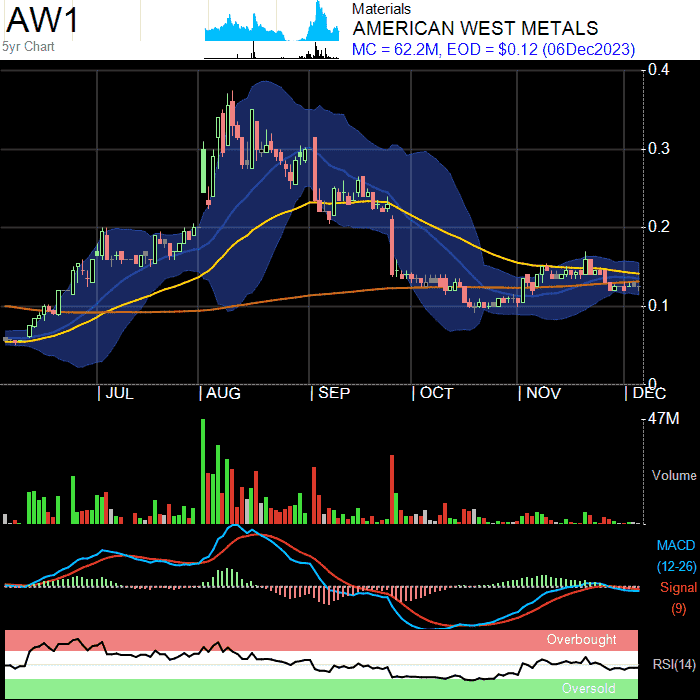 AW1
5yr Chart
Materials
AMERICAN WEST METALS
MC = 62.2M, EOD = $0.12 (06Dec2023)
0.4
0.3
0.2
0.1
0
| JUL | AUG | SEP | OCT | NOV | DEC
47M
Volume
MACD
(12-26)
Signal
(9)
Overbought
RSI(14)
Oversold